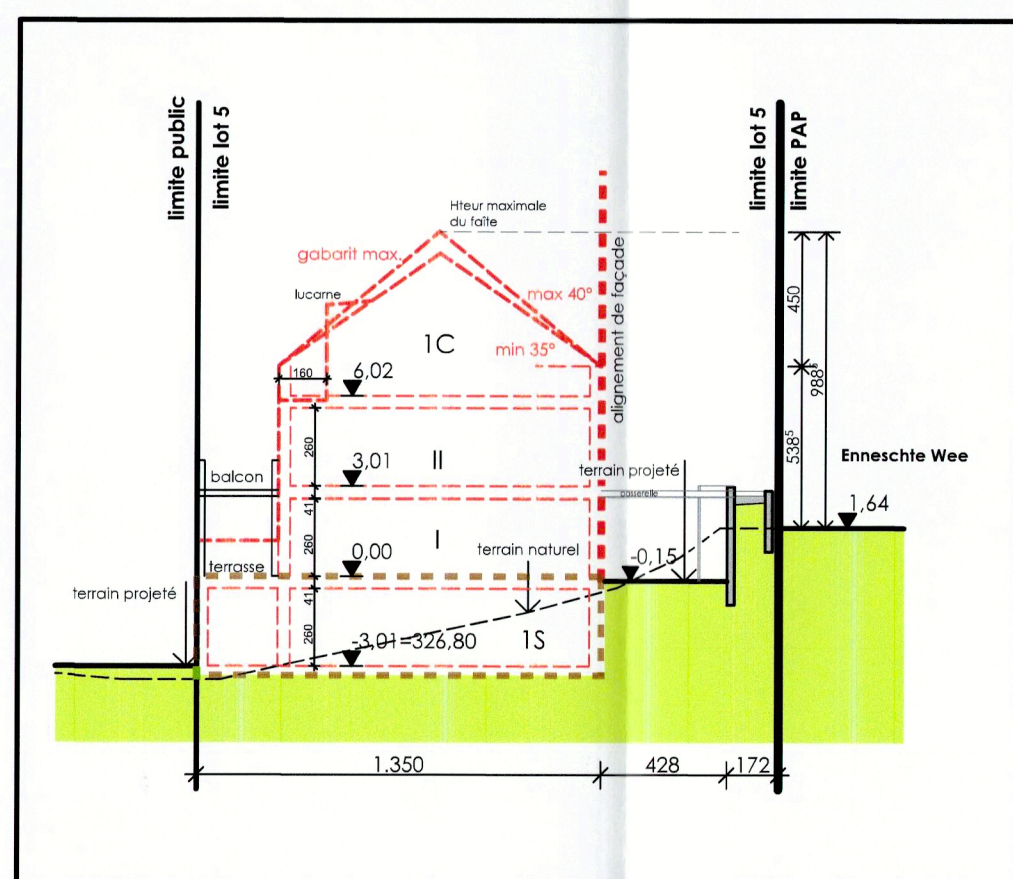 limite public
limite lot 5
limite lot 5
limite PAP
Hteur maximale
du faîte
gabarit max.
lucarne
max 40°
alignement de façade
450
988⁵
1C
min 35°
160
6,02
538⁵
260
3,01
II
balcon
terrain projeté
Enneschte Wee
passerelle
1,64
41
260
I
0,00
terrain naturel
-0,15
terrasse
terrain projeté
41
260
-3,01=326,80
1S
1.350
428
172